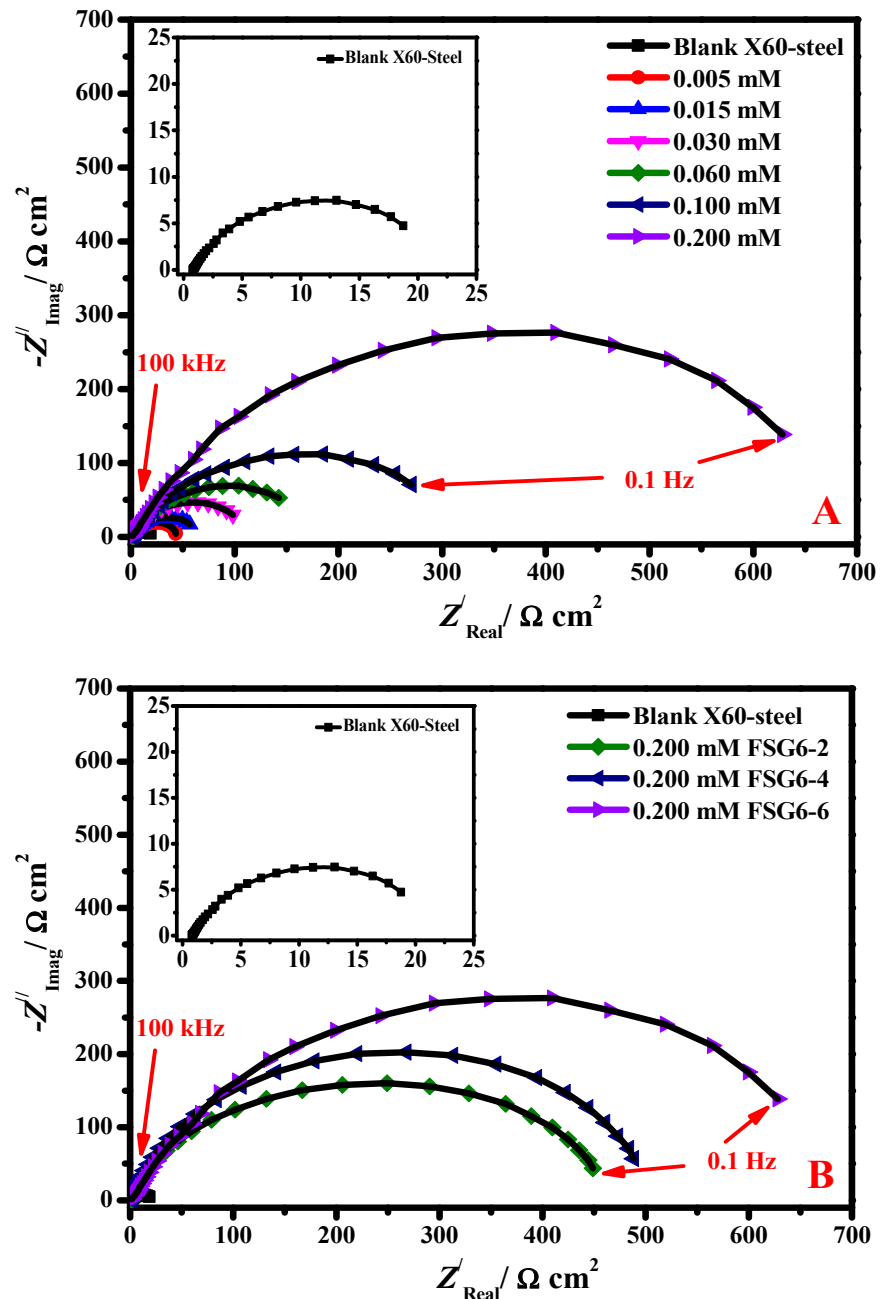 700
600
500
400
300
200
100
0
-Z//Imag/ Ω cm2
25
20
15
10
5
0
0 5 10 15 20 25
Blank X60-Steel
Blank X60-steel
0.005 mM
0.015 mM
0.030 mM
0.060 mM
0.100 mM
0.200 mM
100 kHz
0.1 Hz
A
0 100 200 300 400 500 600 700
Z/Real/ Ω cm2
700
600
500
400
300
200
100
0
-Z//Imag/ Ω cm2
25
20
15
10
5
0
0 5 10 15 20 25
Blank X60-Steel
Blank X60-steel
0.200 mM FSG6-2
0.200 mM FSG6-4
0.200 mM FSG6-6
100 kHz
0.1 Hz
B
0 100 200 300 400 500 600 700
Z/Real/ Ω cm2